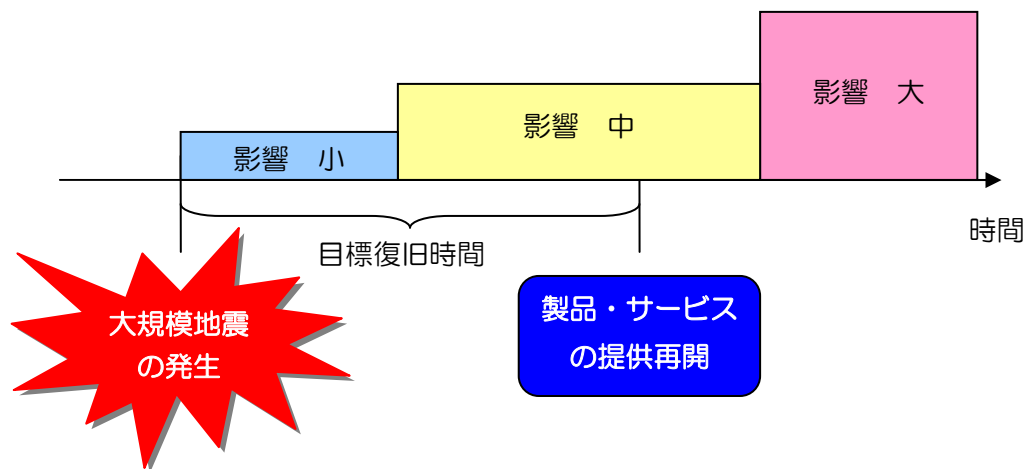 影響　大
影響　中
影響　小
時間
目標復旧時間
大規模地震
の発生
製品・サービス
の提供再開